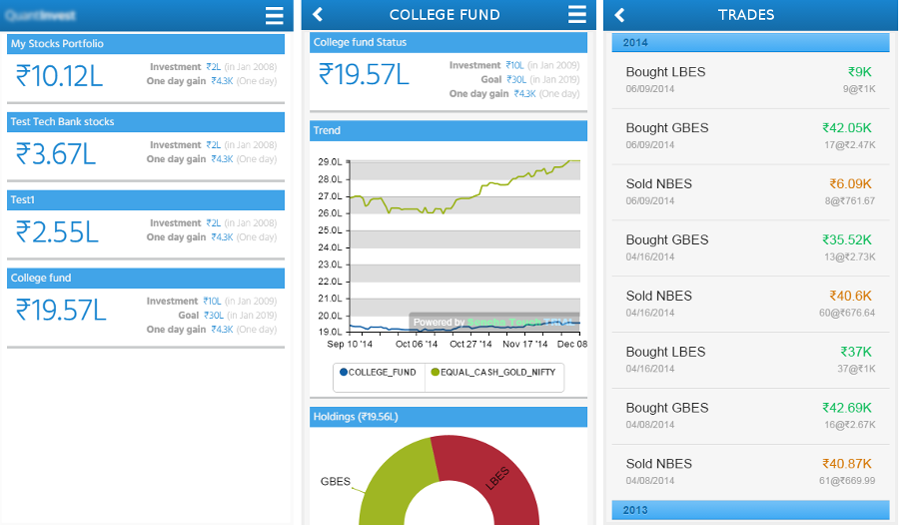 QuantInvest
My Stocks Portfolio
₹10.12L
Investment ₹2L (in Jan 2008)
One day gain ₹4.3K (One day)
Test Tech Bank stocks
₹3.67L
Investment ₹2L (in Jan 2008)
One day gain ₹4.3K (One day)
Test1
₹2.55L
Investment ₹2L (in Jan 2008)
One day gain ₹4.3K (One day)
College fund
₹19.57L
Investment ₹10L (in Jan 2009)
Goal ₹30L (in Jan 2019)
One day gain ₹4.3K (One day)
COLLEGE FUND
College fund Status
₹19.57L
Investment ₹10L (in Jan 2009)
Goal ₹30L (in Jan 2019)
One day gain ₹4.3K (One day)
Trend
29.0L
28.0L
27.0L
26.0L
25.0L
24.0L
23.0L
22.0L
21.0L
20.0L
19.0L
Powered by
Sep 10 '14 Oct 06 '14 Oct 27 '14 Nov 17 '14 Dec 08
COLLEGE_FUND EQUAL_CASH_GOLD_NIFTY
Holdings (₹19.56L)
GBES
LBES
TRADES
2014
Bought LBES ₹9K
06/09/2014 9@₹1K
Bought GBES ₹42.05K
06/09/2014 17@₹2.47K
Sold NBES ₹6.09K
06/09/2014 8@₹761.67
Bought GBES ₹35.52K
04/16/2014 13@₹2.73K
Sold NBES ₹40.6K
04/16/2014 60@₹676.64
Bought LBES ₹37K
04/16/2014 37@₹1K
Bought GBES ₹42.69K
04/08/2014 16@₹2.67K
Sold NBES ₹40.87K
04/08/2014 61@₹669.99
2013